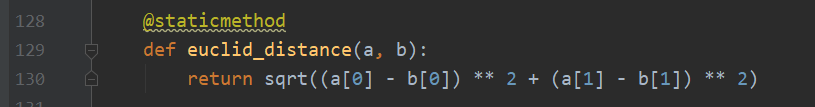 128 @staticmethod
129 def euclid_distance(a, b):
130 return sqrt((a[0] - b[0]) ** 2 + (a[1] - b[1]) ** 2)